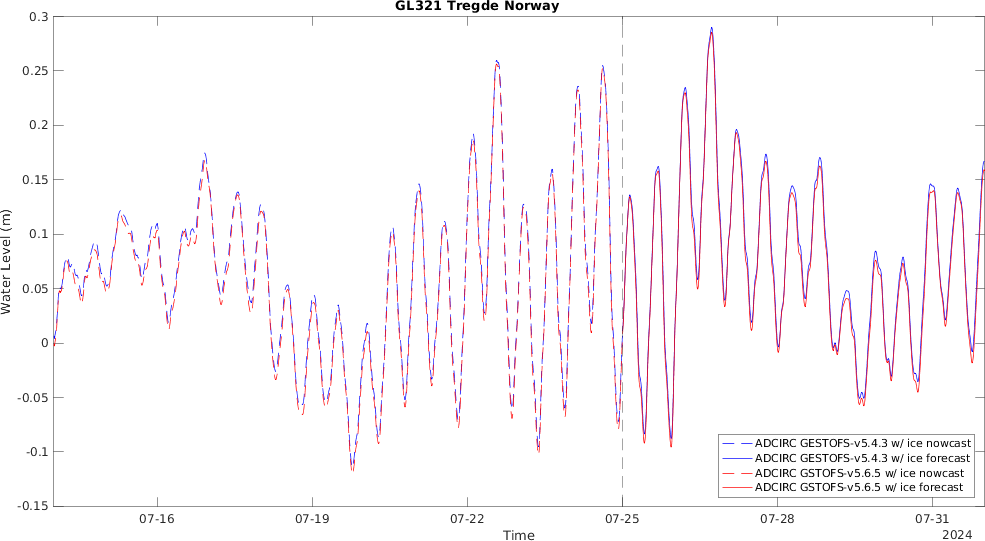 GL321 Tregde Norway
0.3
0.25
0.2
0.15
0.1
0.05
0
-0.05
-0.1
-0.15
Water Level (m)
07-16 07-19 07-22 07-25 07-28 07-31
Time
2024
ADCIRC GESTOFS-v5.4.3 w/ ice nowcast
ADCIRC GESTOFS-v5.4.3 w/ ice forecast
ADCIRC GSTOFS-v5.6.5 w/ ice nowcast
ADCIRC GSTOFS-v5.6.5 w/ ice forecast